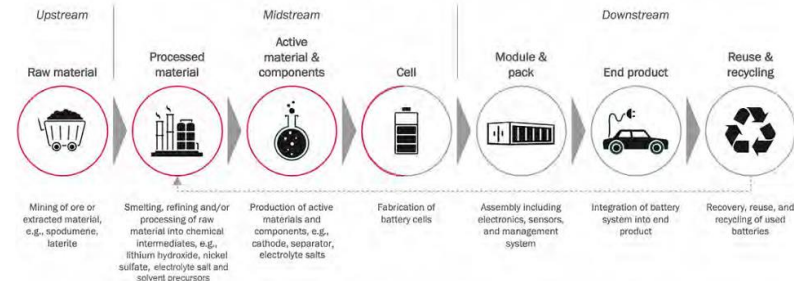 Upstream
Midstream
Downstream
Raw material
Processed
material
Active
material &
components
Cell
Module &
pack
End product
Reuse &
recycling
Mining of ore or
extracted material,
e.g., spodumene,
laterite
Smelting, refining and/or
processing of raw
material into chemical
intermediates, e.g.,
lithium hydroxide, nickel
sulfate, electrolyte salt and
solvent precursors
Production of active
materials and
components, e.g.,
cathode, separator,
electrolyte salts
Fabrication of
battery cells
Assembly including
electronics, sensors,
and management
system
Integration of battery
system into end
product
Recovery, reuse, and
recycling of used
batteries